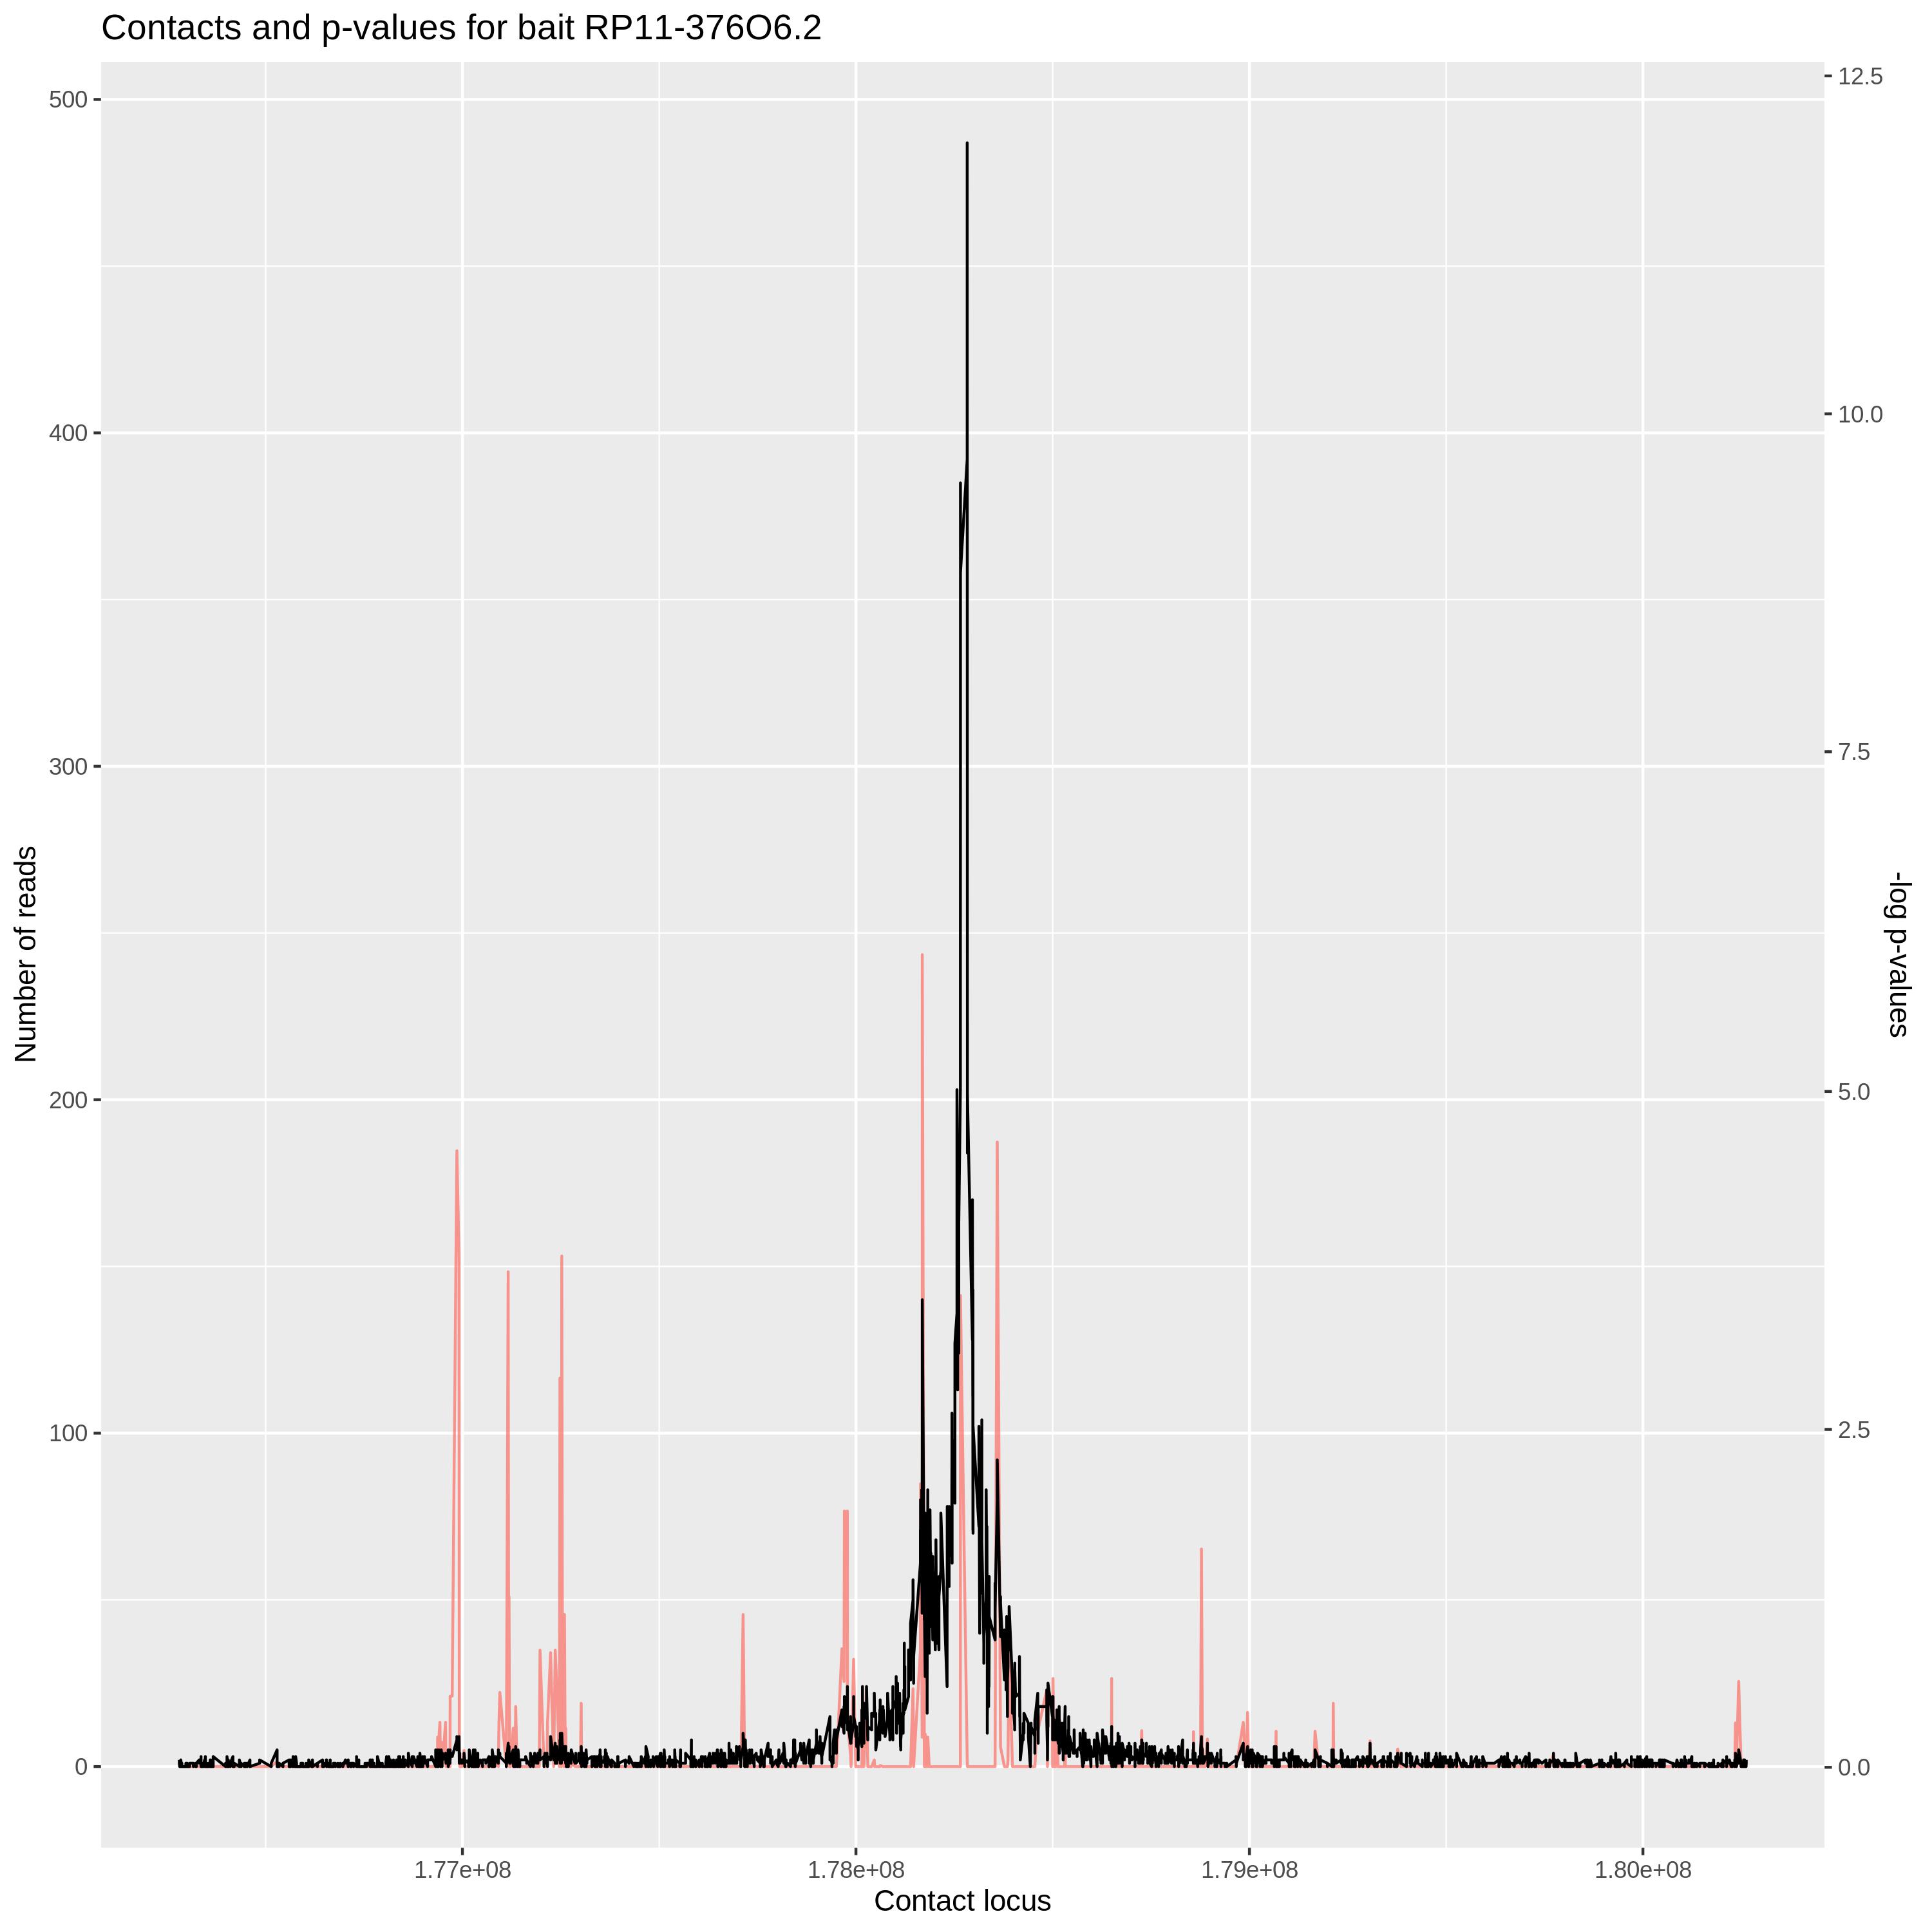 Contacts and p-values for bait RP11-376O6.2
500
400
300
200
100
0
Number of reads
12.5
10.0
7.5
5.0
2.5
0.0
-log p-values
1.77e+08
1.78e+08
1.79e+08
1.80e+08
Contact locus